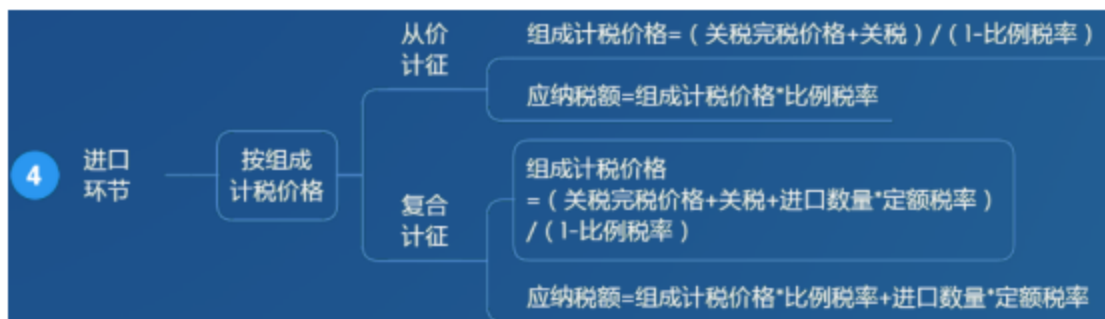 从价
计征
组成计税价格=（关税完税价格+关税）/（1-比例税率）
应纳税额=组成计税价格*比例税率
4
进口
环节
按组成
计税价格
复合
计征
组成计税价格
=（关税完税价格+关税+进口数量*定额税率）
/（1-比例税率）
应纳税额=组成计税价格*比例税率+进口数量*定额税率